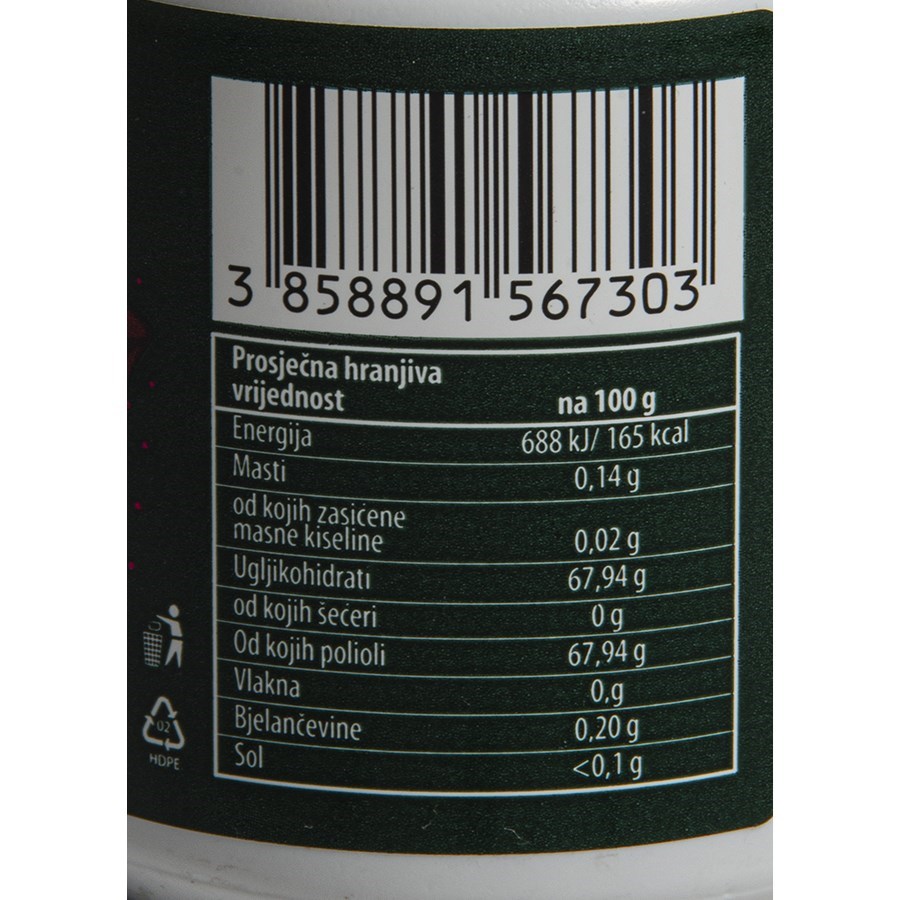 3 858891 567303
Prosječna hranjiva
vrijednost na 100 g
Energija 688 kJ/ 165 kcal
Masti 0,14 g
od kojih zasićene
masne kiseline 0,02 g
Ugljikohidrati 67,94 g
od kojih šećeri 0 g
Od kojih polioli 67,94 g
Vlakna 0,g
Bjelančevine 0,20 g
Sol <0,1 g
02
HDPE